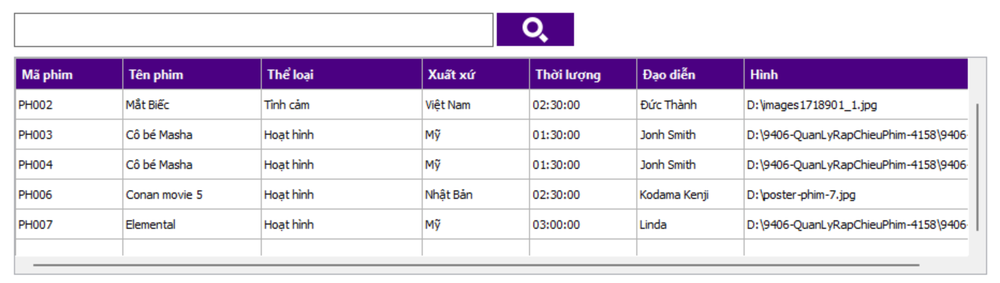 Mã phim Tên phim Thể loại Xuất xứ Thời lượng Đạo diễn Hình
PH002 Mắt Biếc Tình cảm Việt Nam 02:30:00 Đức Thành D:\images1718901_1.jpg
PH003 Cô bé Masha Hoạt hình Mỹ 01:30:00 Jonh Smith D:\9406-QuanLyRapChieuPhim-4158\9406-
PH004 Cô bé Masha Hoạt hình Mỹ 01:30:00 Jonh Smith D:\9406-QuanLyRapChieuPhim-4158\9406-
PH006 Conan movie 5 Hoạt hình Nhật Bản 02:30:00 Kodama Kenji D:\poster-phim-7.jpg
PH007 Elemental Hoạt hình Mỹ 03:00:00 Linda D:\9406-QuanLyRapChieuPhim-4158\9406-